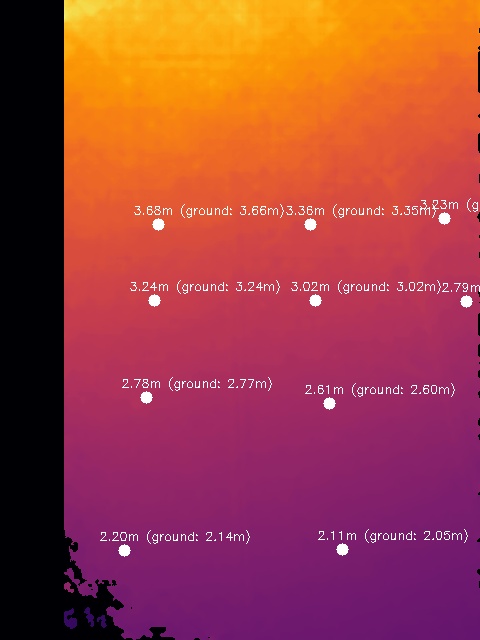 3.68m (ground: 3.66m)
3.36m (ground: 3.35m)
3.23m (g
3.24m (ground: 3.24m)
3.02m (ground: 3.02m)
2.79m
2.78m (ground: 2.77m)
2.61m (ground: 2.60m)
2.20m (ground: 2.14m)
2.11m (ground: 2.05m)